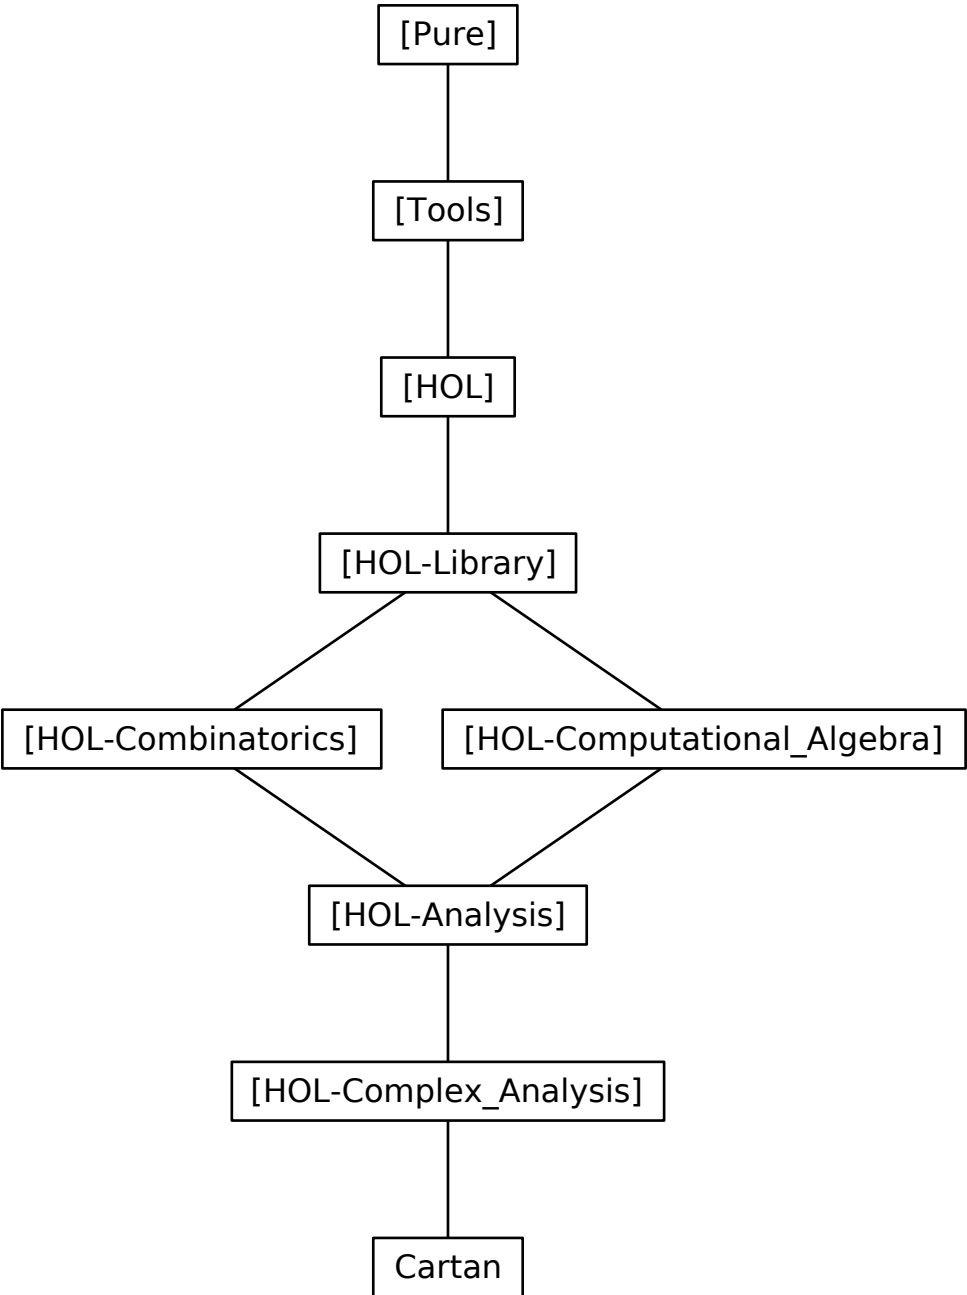 [Pure]
[Tools]
[HOL]
[HOL-Library]
[HOL-Combinatorics]
[HOL-Computational_Algebra]
[HOL-Analysis]
[HOL-Complex_Analysis]
Cartan